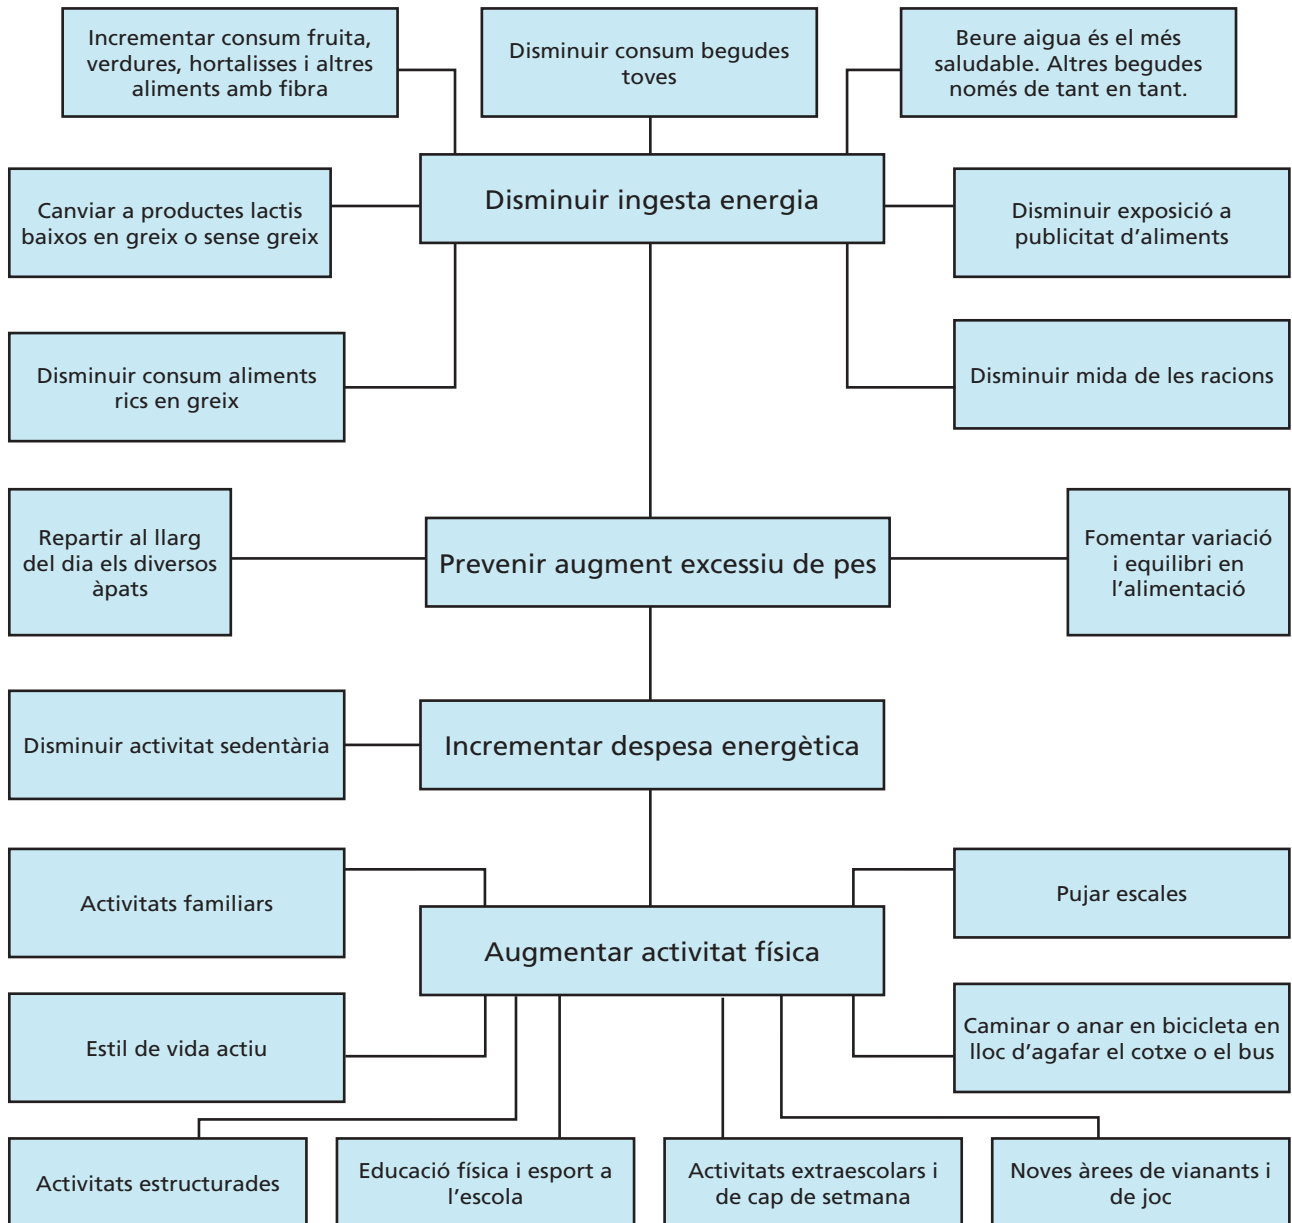 Incrementar consum fruita,
verdures, hortalisses i altres
aliments amb fibra
Disminuir consum begudes
toves
Beure aigua és el més
saludable. Altres begudes
només de tant en tant.
Disminuir ingesta energia
Canviar a productes lactis
baixos en greix o sense greix
Disminuir exposició a
publicitat d’aliments
Disminuir consum aliments
rics en greix
Disminuir mida de les racions
Repartir al llarg
del dia els diversos
àpats
Prevenir augment excessiu de pes
Fomentar variació
i equilibri en
l’alimentació
Disminuir activitat sedentària
Incrementar despesa energètica
Activitats familiars
Pujar escales
Augmentar activitat física
Estil de vida actiu
Caminar o anar en bicicleta en
lloc d’agafar el cotxe o el bus
Activitats estructurades
Educació física i esport a
l’escola
Activitats extraescolars i
de cap de setmana
Noves àrees de vianants i
de joc